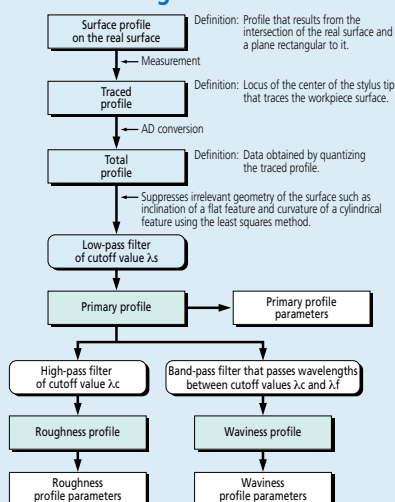 Surface profile
on the real surface
Definition: Profile that results from the
intersection of the real surface and
a plane rectangular to it.
Measurement
Traced
profile
Definition: Locus of the center of the stylus tip
that traces the workpiece surface.
AD conversion
Total
profile
Definition: Data obtained by quantizing
the traced profile.
Suppresses irrelevant geometry of the surface such as
inclination of a flat feature and curvature of a cylindrical
feature using the least squares method.
Low-pass filter
of cutoff value λs
Primary profile
Primary profile
parameters
High-pass filter
of cutoff value λc
Band-pass filter that passes wavelengths
between cutoff values λc and λf
Roughness profile
Waviness profile
Roughness
profile parameters
Waviness
profile parameters